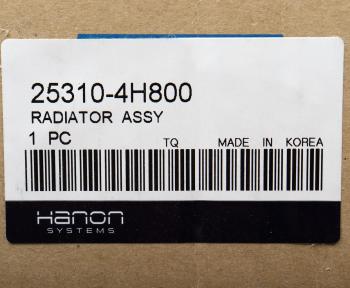 25310-4H800
RADIATOR ASSY
1 PC TQ MADE IN KOREA
Hanon
SYSTEMS